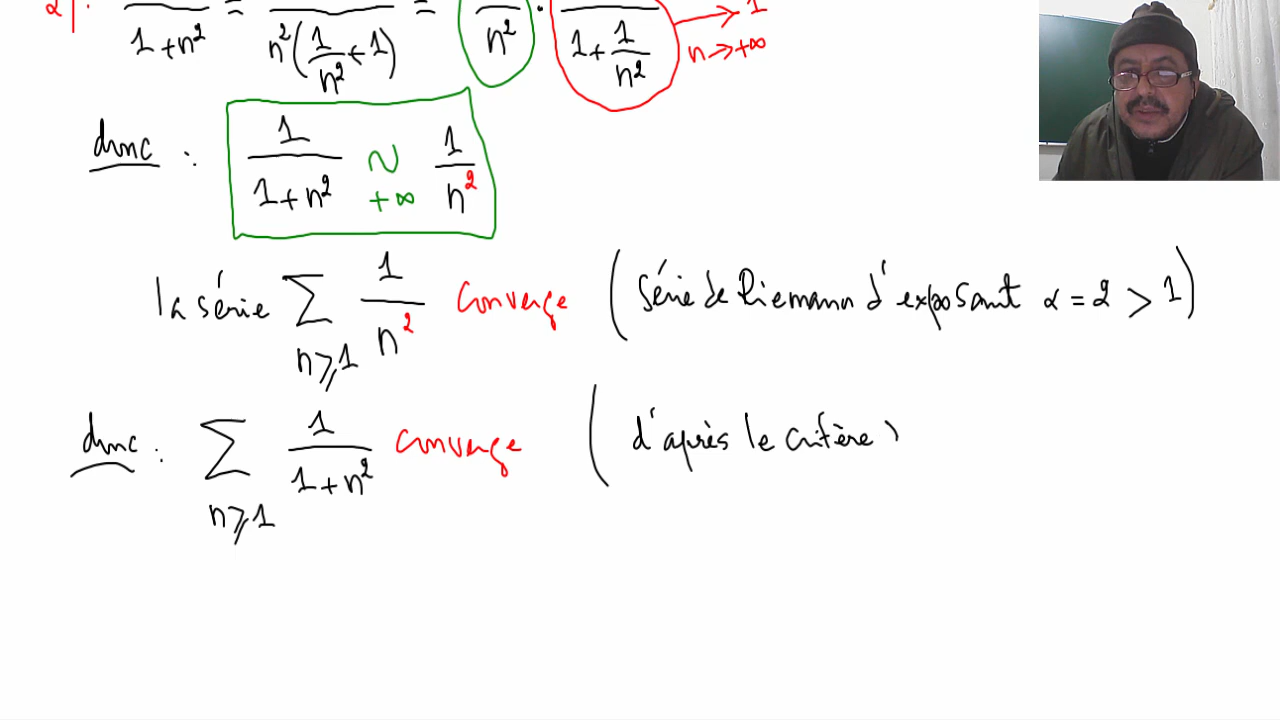 2/. 1+n² = n²(1/n² + 1) = n² · 1 + 1/n² → 1
n → +∞
donc : 1/(1+n²) ~ +∞ 1/n²
la série ∑ n⩾1 1/n² converge (série de Riemann d'exposant α = 2 > 1)
donc : ∑ n⩾1 1/(1+n²) converge (d'après le critère